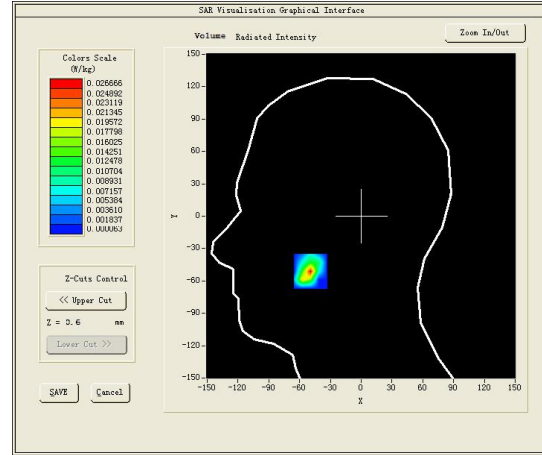 SAR Visualisation Graphical Interface
Volume Radiated Intensity
Zoom In/Out
Colors Scale
(W/kg)
0.026666
0.024892
0.023119
0.021345
0.019572
0.017798
0.016025
0.014251
0.012478
0.010704
0.008931
0.007157
0.005384
0.003610
0.001837
0.000063
Z-Cuts Control
<< Upper Cut
Z = 3.6 mm
Lower Cut >>
SAVE Cancel
150
120
90
60
30
0
-30
-60
-90
-120
-150
Y
-150 -120 -90 -60 -30 0 30 60 90 120 150
X